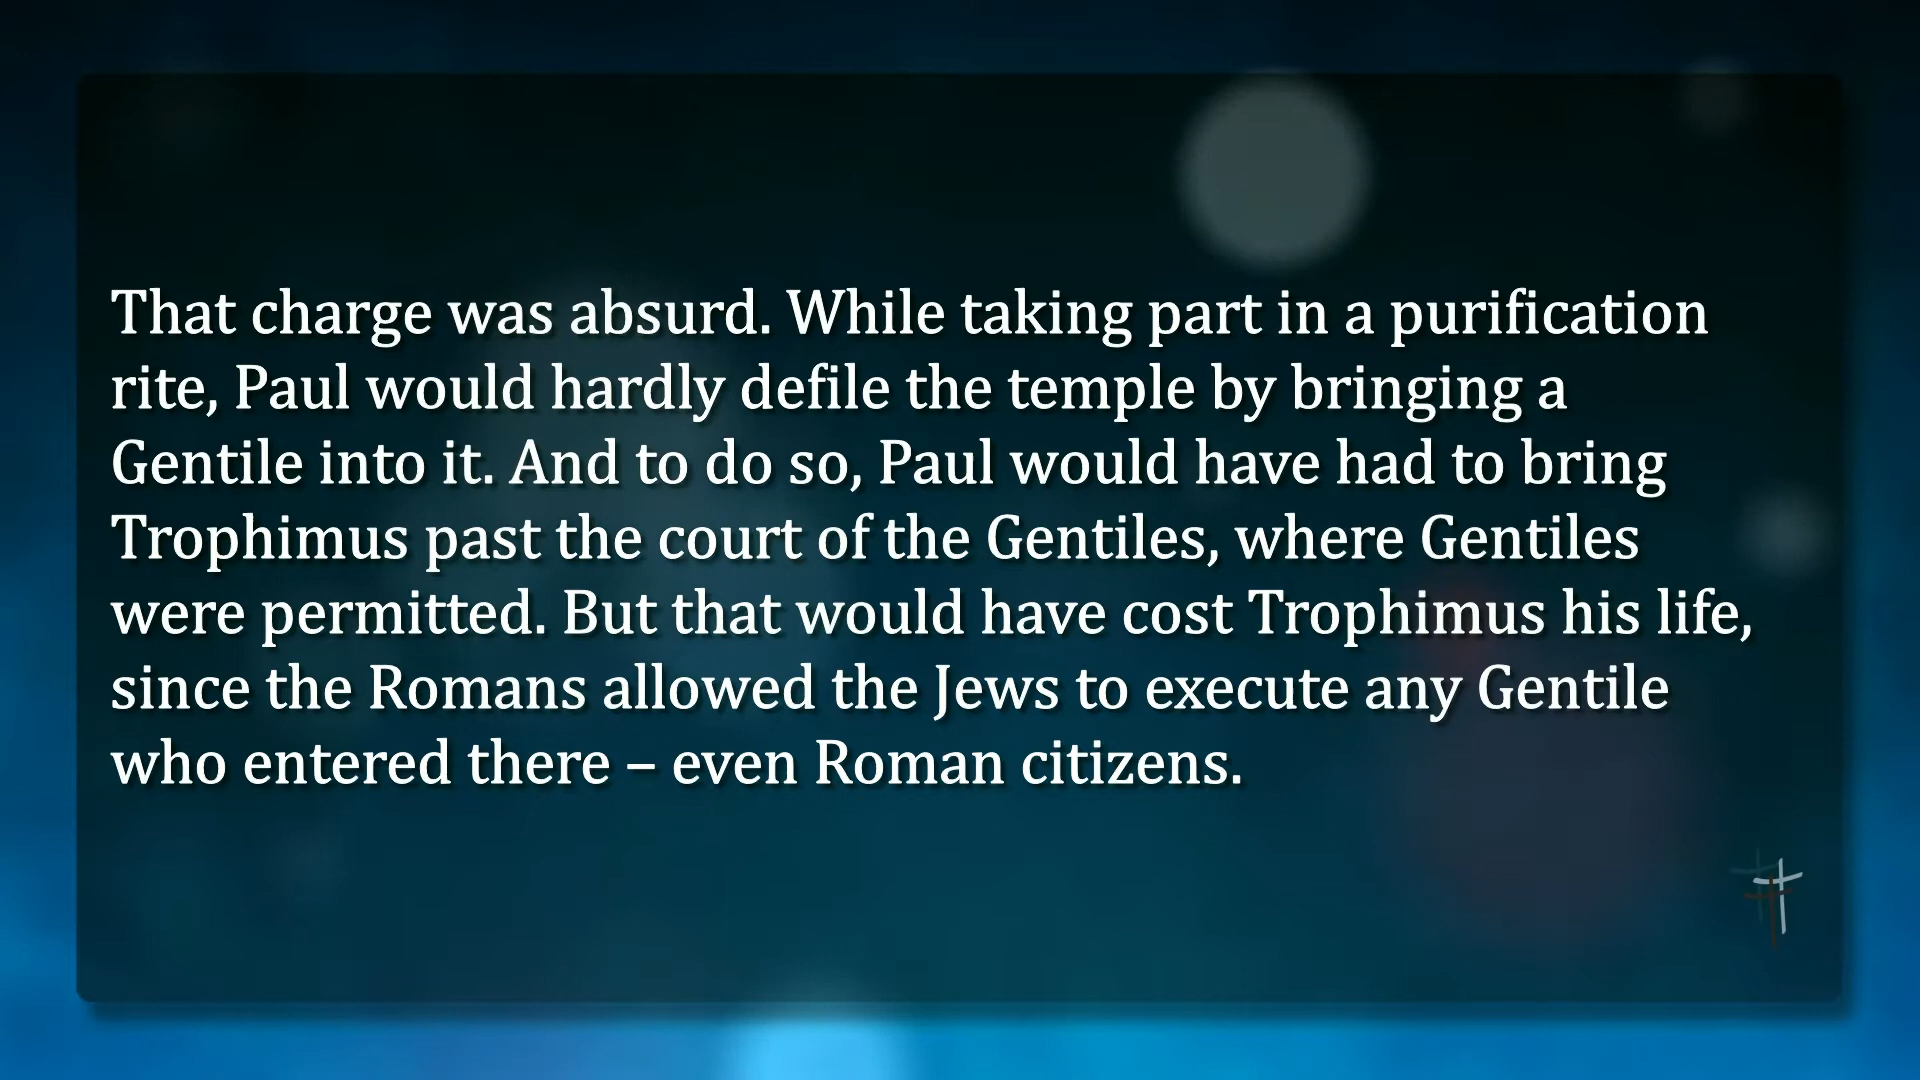 That charge was absurd. While taking part in a purification
rite, Paul would hardly defile the temple by bringing a
Gentile into it. And to do so, Paul would have had to bring
Trophimus past the court of the Gentiles, where Gentiles
were permitted. But that would have cost Trophimus his life,
since the Romans allowed the Jews to execute any Gentile
who entered there – even Roman citizens.